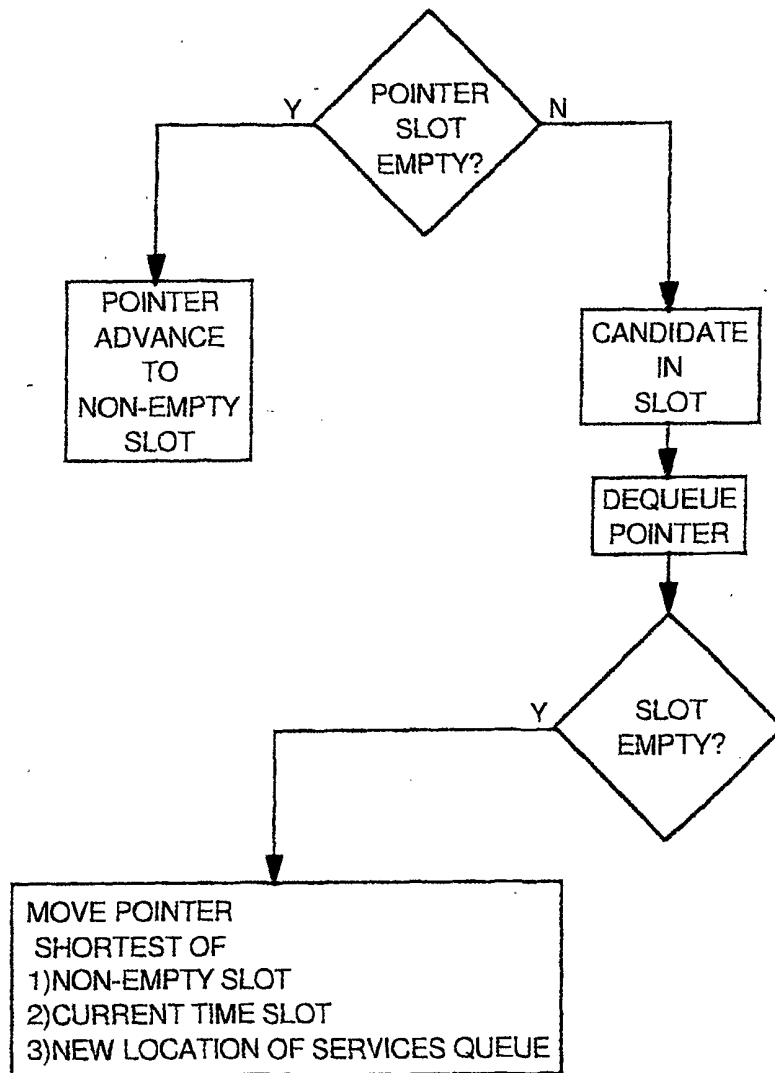 POINTER
SLOT
EMPTY?
Y
N
POINTER
ADVANCE
TO
NON-EMPTY
SLOT
CANDIDATE
IN
SLOT
DEQUEUE
POINTER
SLOT
EMPTY?
Y
MOVE POINTER
SHORTEST OF
1)NON-EMPTY SLOT
2)CURRENT TIME SLOT
3)NEW LOCATION OF SERVICES QUEUE